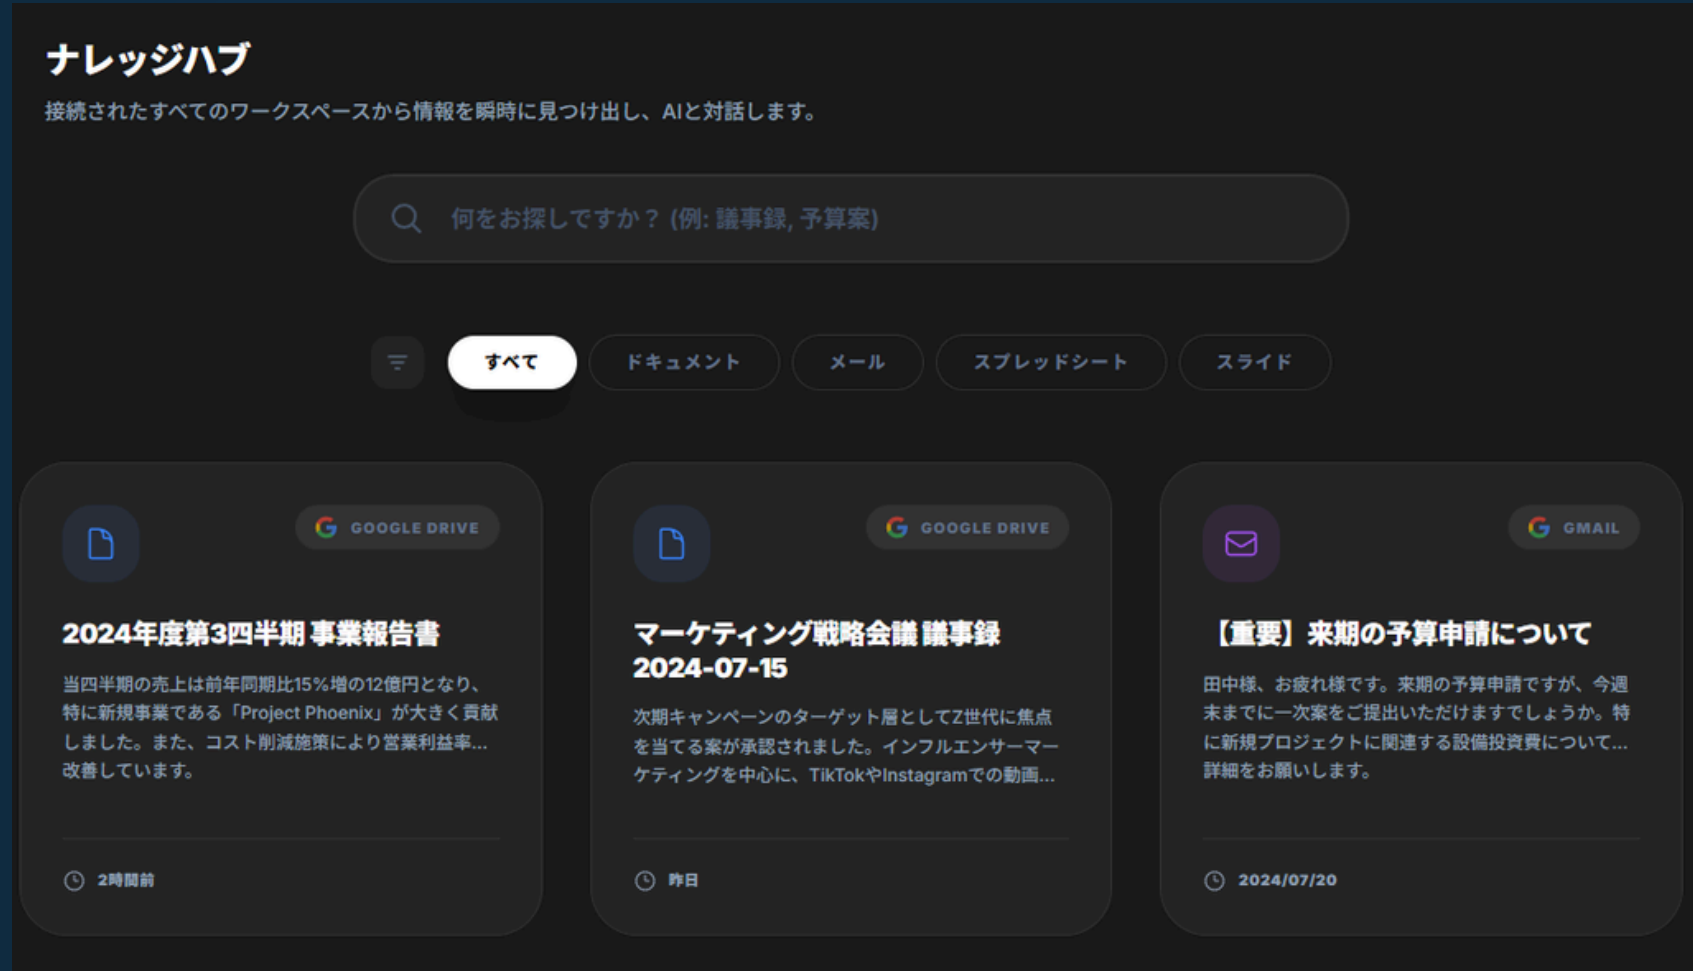 ナレッジハブ
接続されたすべてのワークスペースから情報を瞬時に見つけ出し、AIと対話します。
何をお探しですか？ (例: 議事録, 予算案)
すべて
ドキュメント
メール
スプレッドシート
スライド
GOOGLE DRIVE
2024年度第3四半期 事業報告書
当四半期の売上は前年同期比15%増の12億円となり、
特に新規事業である「Project Phoenix」が大きく貢献
しました。また、コスト削減施策により営業利益率...
改善しています。
2時間前
GOOGLE DRIVE
マーケティング戦略会議 議事録
2024-07-15
次期キャンペーンのターゲット層としてZ世代に焦点
を当てる案が承認されました。インフルエンサーマー
ケティングを中心に、TikTokやInstagramでの動画...
昨日
GMAIL
【重要】来期の予算申請について
田中様、お疲れ様です。来期の予算申請ですが、今週
末までに一次案をご提出いただけますでしょうか。特
に新規プロジェクトに関連する設備投資費について...
詳細をお願いします。
2024/07/20